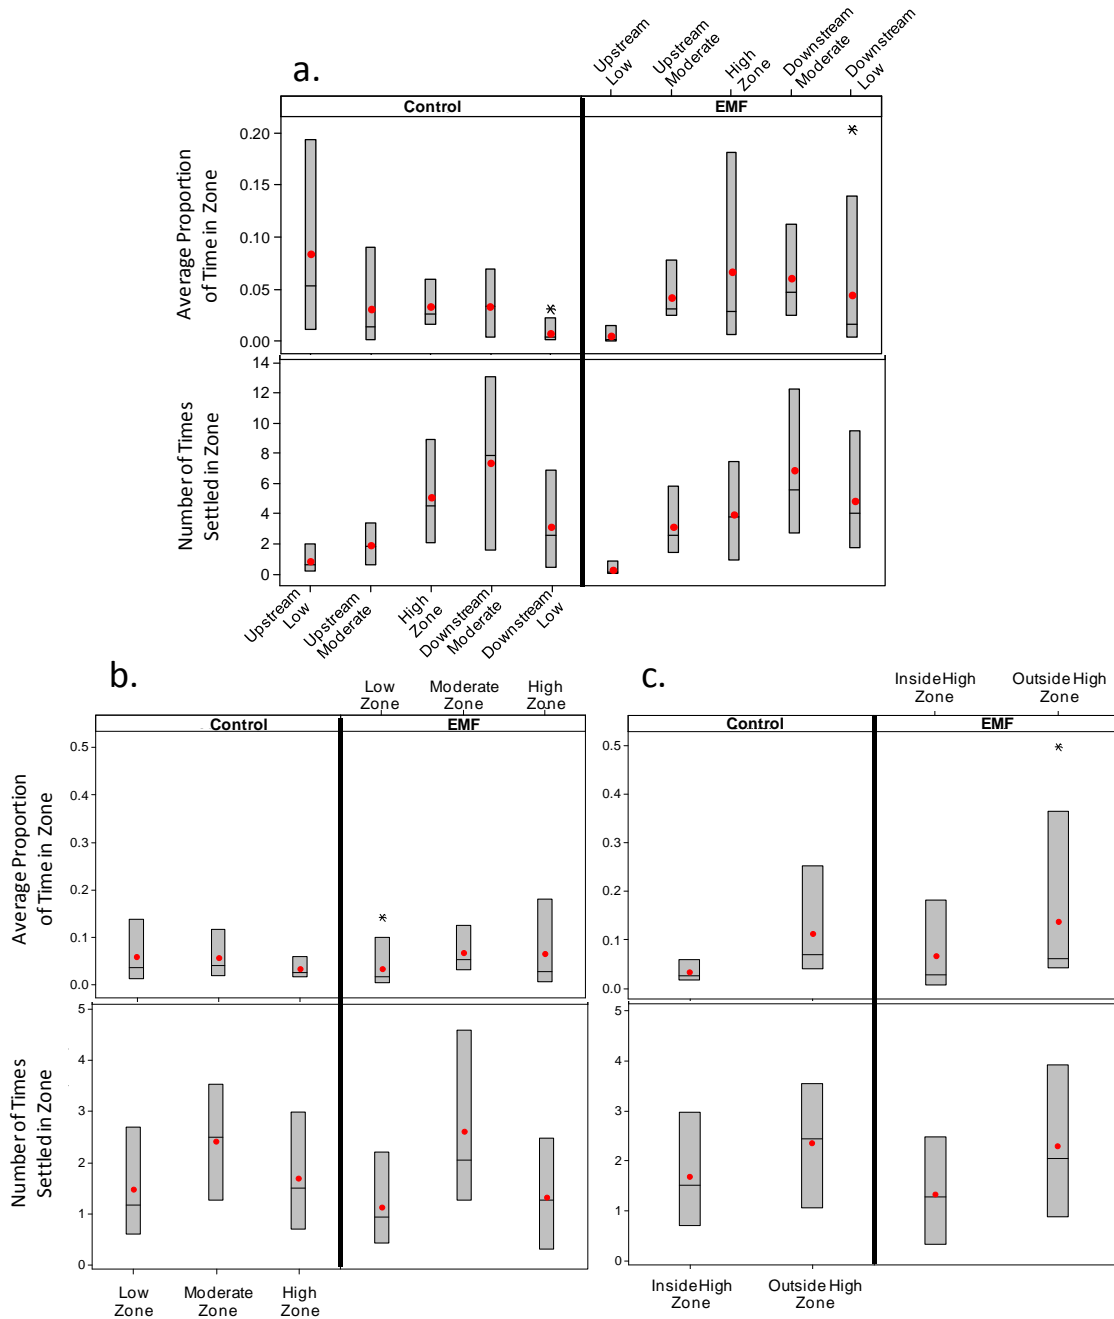 a.
Upstream
Low
Upstream
Moderate
High
Zone
Downstream
Moderate
Downstream
Low
Control
EMF
Average Proportion
of Time in Zone
0.20
0.15
0.10
0.05
0.00
*
*
Number of Times
Settled in Zone
14
12
10
8
6
4
2
0
Upstream
Low
Upstream
Moderate
High
Zone
Downstream
Moderate
Downstream
Low
b.
Low
Zone
Moderate
Zone
High
Zone
Control
EMF
Average Proportion
of Time in Zone
0.5
0.4
0.3
0.2
0.1
0.0
*
Number of Times
Settled in Zone
5
4
3
2
1
0
Low
Zone
Moderate
Zone
High
Zone
c.
Inside High
Zone
Outside High
Zone
Control
EMF
0.5
0.4
0.3
0.2
0.1
0.0
*
5
4
3
2
1
0
Inside High
Zone
Outside High
Zone